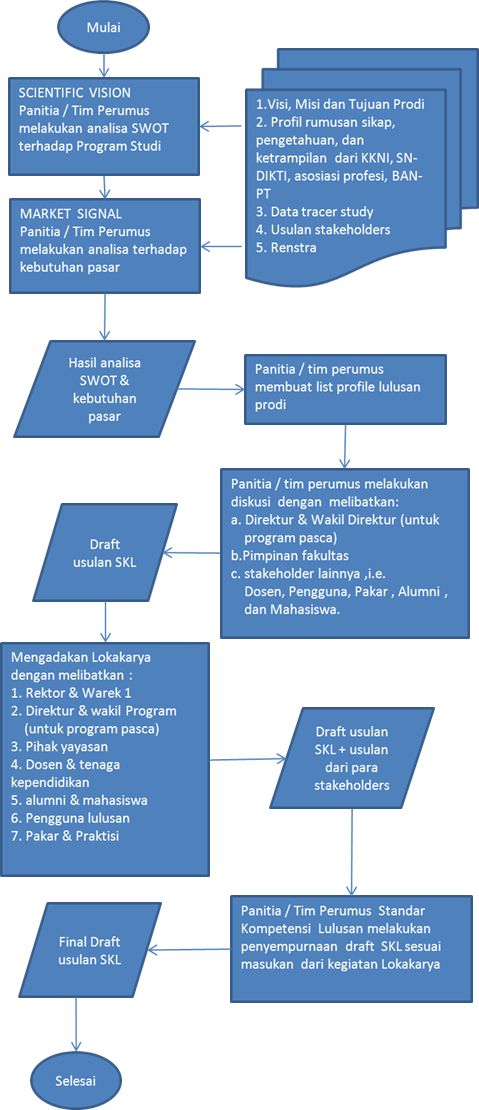 Mulai
SCIENTIFIC VISION
Panitia / Tim Perumus
melakukan analisa SWOT
terhadap Program Studi
1.Visi, Misi dan Tujuan Prodi
2. Profil rumusan sikap,
pengetahuan, dan
ketrampilan dari KKNI, SN-
DIKTI, asosiasi profesi, BAN-
PT
3. Data tracer study
4. Usulan stakeholders
5. Renstra
MARKET SIGNAL
Panitia / Tim Perumus
melakukan analisa terhadap
kebutuhan pasar
Hasil analisa
SWOT &
kebutuhan
pasar
Panitia / tim perumus
membuat list profile lulusan
prodi
Panitia / tim perumus melakukan
diskusi dengan melibatkan:
a. Direktur & Wakil Direktur (untuk
program pasca)
b.Pimpinan fakultas
c. stakeholder lainnya ,i.e.
Dosen, Pengguna, Pakar , Alumni ,
dan Mahasiswa.
Draft
usulan SKL
Mengadakan Lokakarya
dengan melibatkan :
1. Rektor & Warek 1
2. Direktur & wakil Program
(untuk program pasca)
3. Pihak yayasan
4. Dosen & tenaga
kependidikan
5. alumni & mahasiswa
6. Pengguna lulusan
7. Pakar & Praktisi
Draft usulan
SKL + usulan
dari para
stakeholders
Panitia / Tim Perumus Standar
Kompetensi Lulusan melakukan
penyempurnaan draft SKL sesuai
masukan dari kegiatan Lokakarya
Final Draft
usulan SKL
Selesai